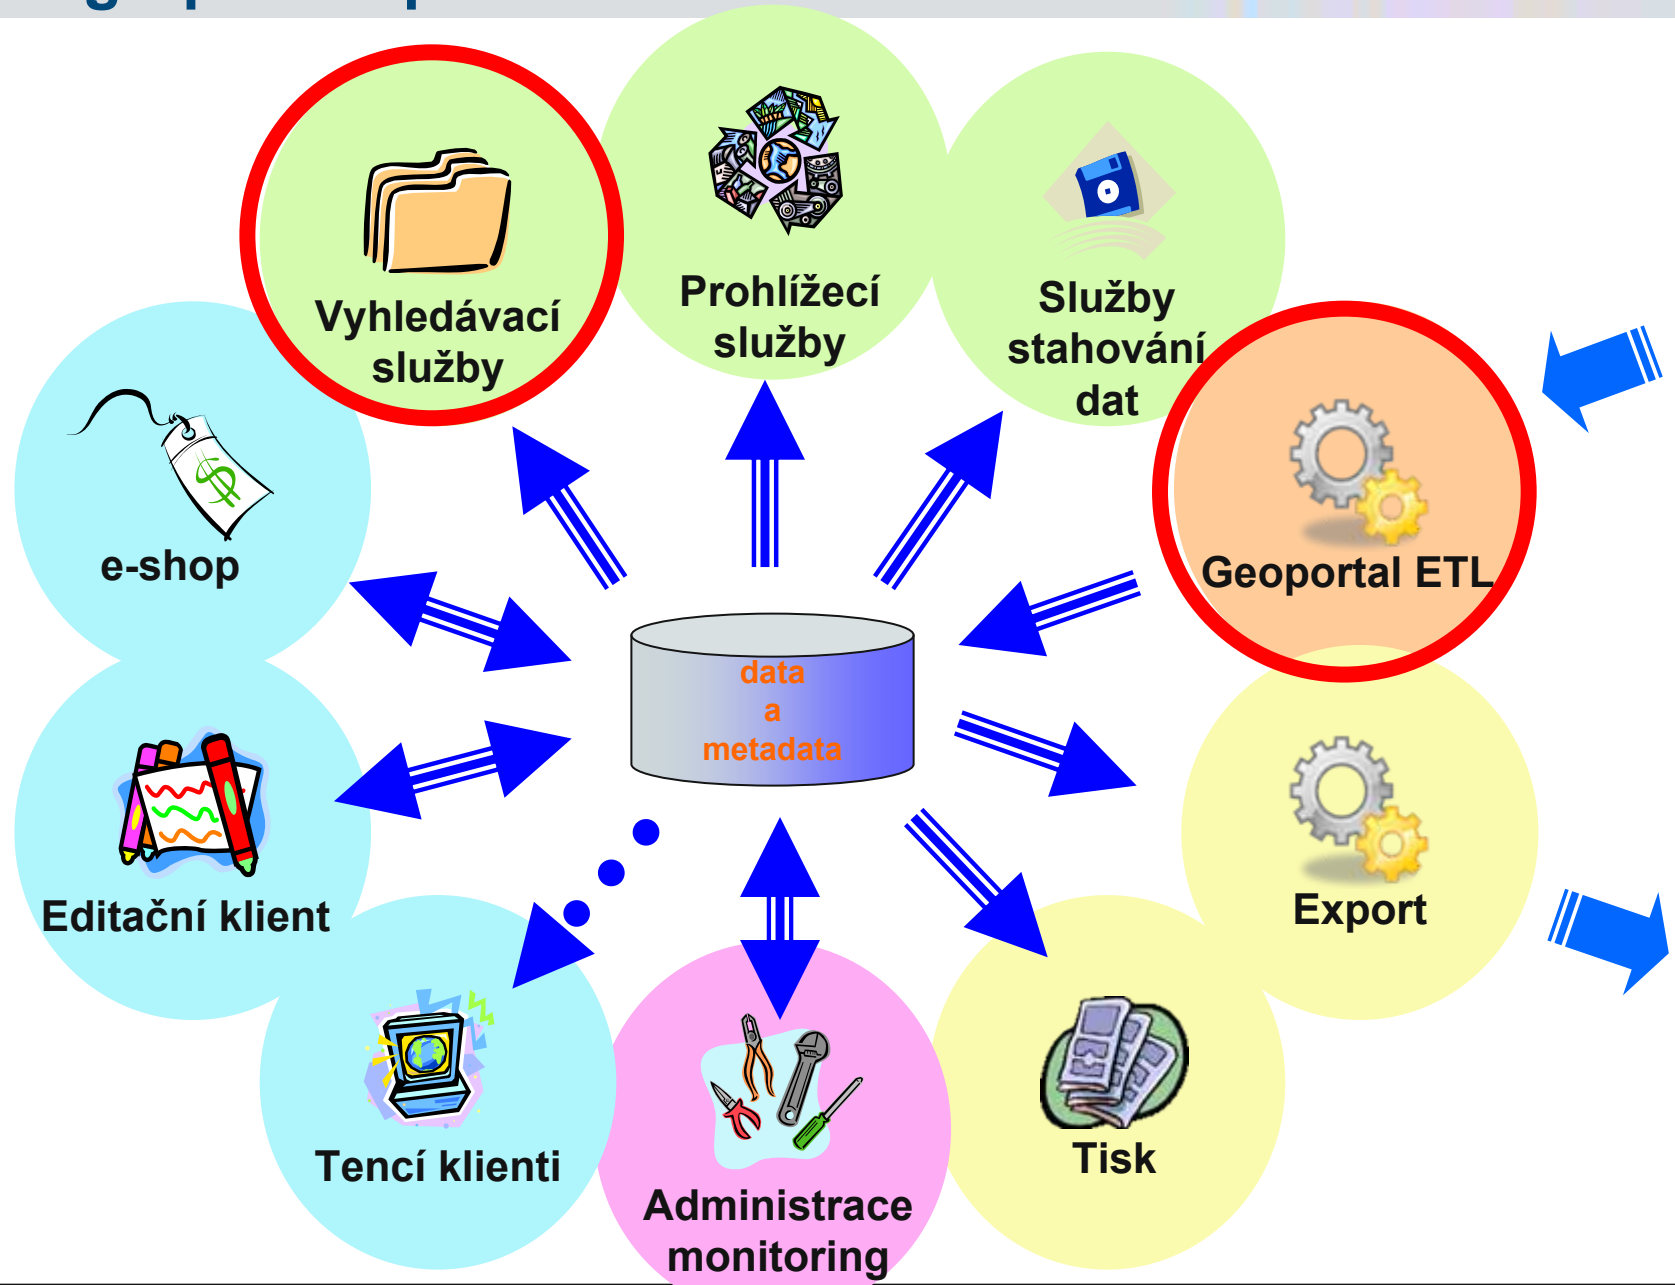 Vyhledávací
služby
Prohlížecí
služby
Služby
stahování
dat
Geoportal ETL
e-shop
data
a
metadata
Editační klient
Export
Tencí klienti
Administrace
monitoring
Tisk